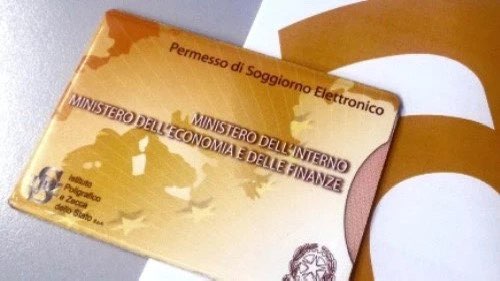 Permesso di Soggiorno Elettronico
MINISTERO DELL'INTERNO
MINISTERO DELL'ECONOMIA E DELLE FINANZE
Istituto
Poligrafico
e Zecca
dello Stato S.p.A.